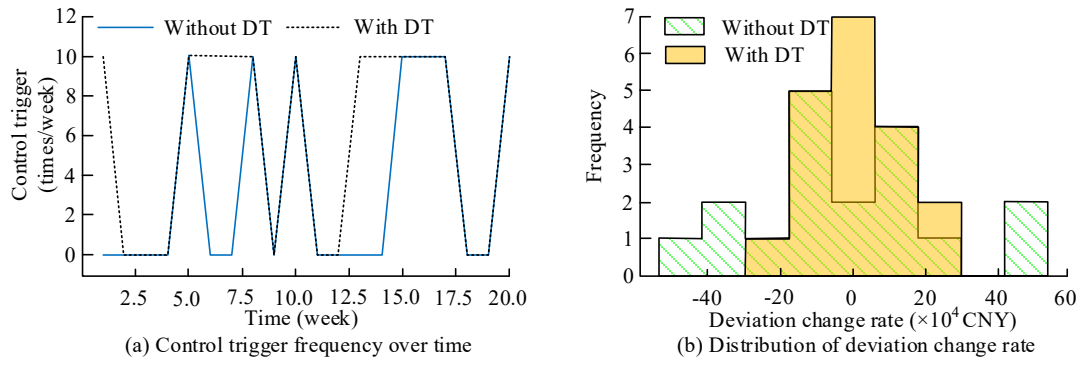 Without DT
With DT
Control trigger
(times/week)
12
10
8
6
4
2
0
2.5
5.0
7.5
10.0
12.5
15.0
17.5
20.0
Time (week)
(a) Control trigger frequency over time
Without DT
With DT
Frequency
7
6
5
4
3
2
1
0
-40
-20
0
20
40
60
Deviation change rate (×10⁴ CNY)
(b) Distribution of deviation change rate